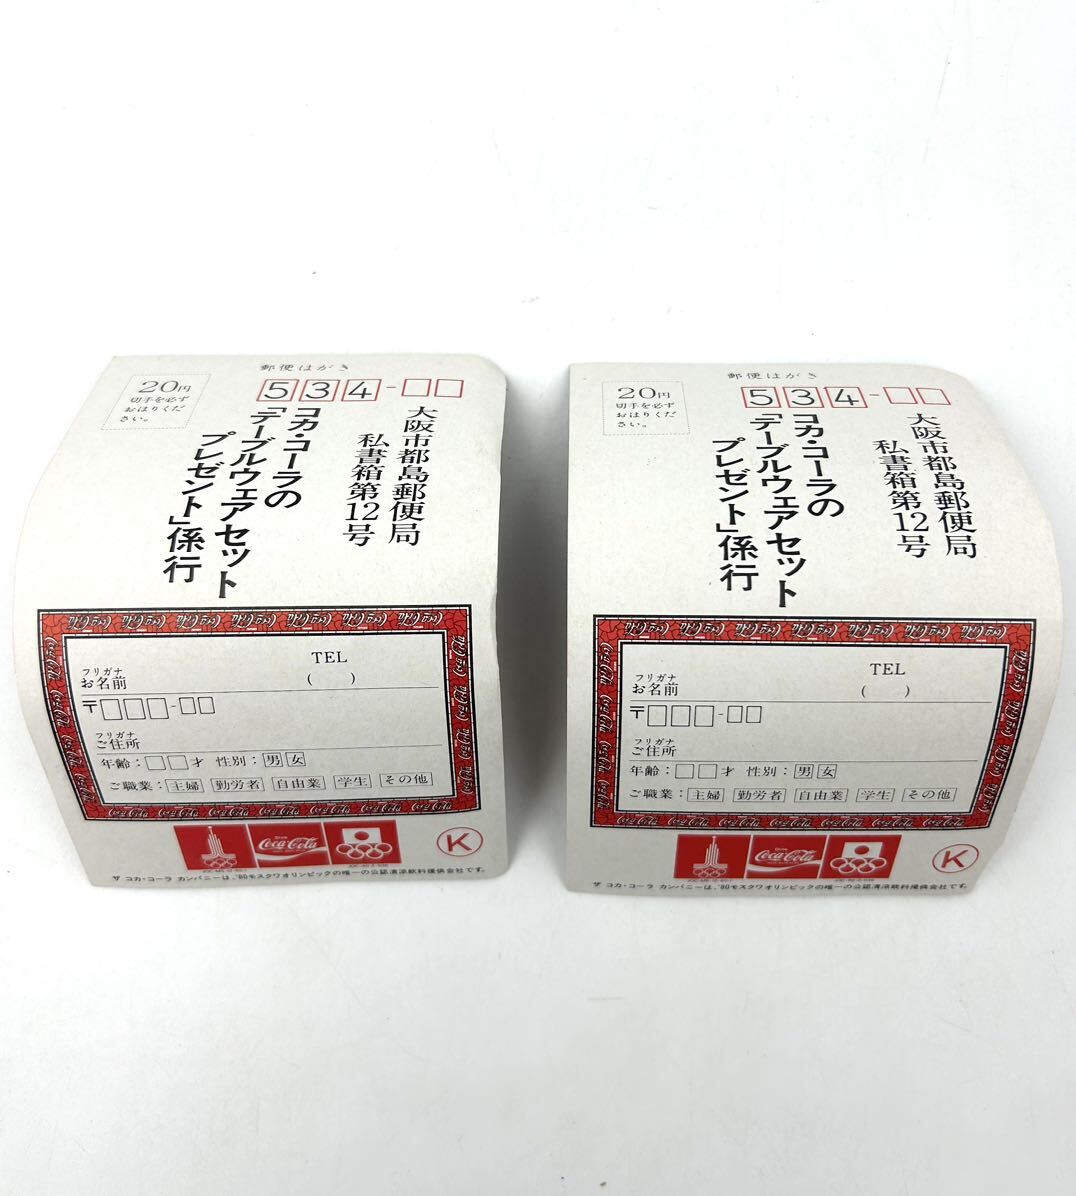 郵便はがき
20円
切手を必ず
おはりくだ
さい。
534-
大阪市都島郵便局
私書箱第12号
コカ・コーラの
「テーブルウェアセット
プレゼント」係行
フリガナ
お名前
TEL
( )
〒 -
フリガナ
ご住所
年齢：才 性別：男 女
ご職業：主婦 勤労者 自由業 学生 その他
Drink
Coca-Cola
K
ザ コカ・コーラ カンパニーは、'80モスクワオリンピックの唯一の公認清涼飲料提供会社です。
郵便はがき
20円
切手を必ず
おはりくだ
さい。
534-
大阪市都島郵便局
私書箱第12号
コカ・コーラの
「テーブルウェアセット
プレゼント」係行
フリガナ
お名前
TEL
( )
〒 -
フリガナ
ご住所
年齢：才 性別：男 女
ご職業：主婦 勤労者 自由業 学生 その他
Drink
Coca-Cola
K
ザ コカ・コーラ カンパニーは、'80モスクワオリンピックの唯一の公認清涼飲料提供会社です。